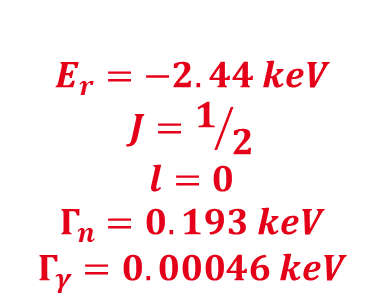 E_r = −2.44 keV
J = 1/2
l = 0
Γ_n = 0.193 keV
Γ_γ = 0.00046 keV